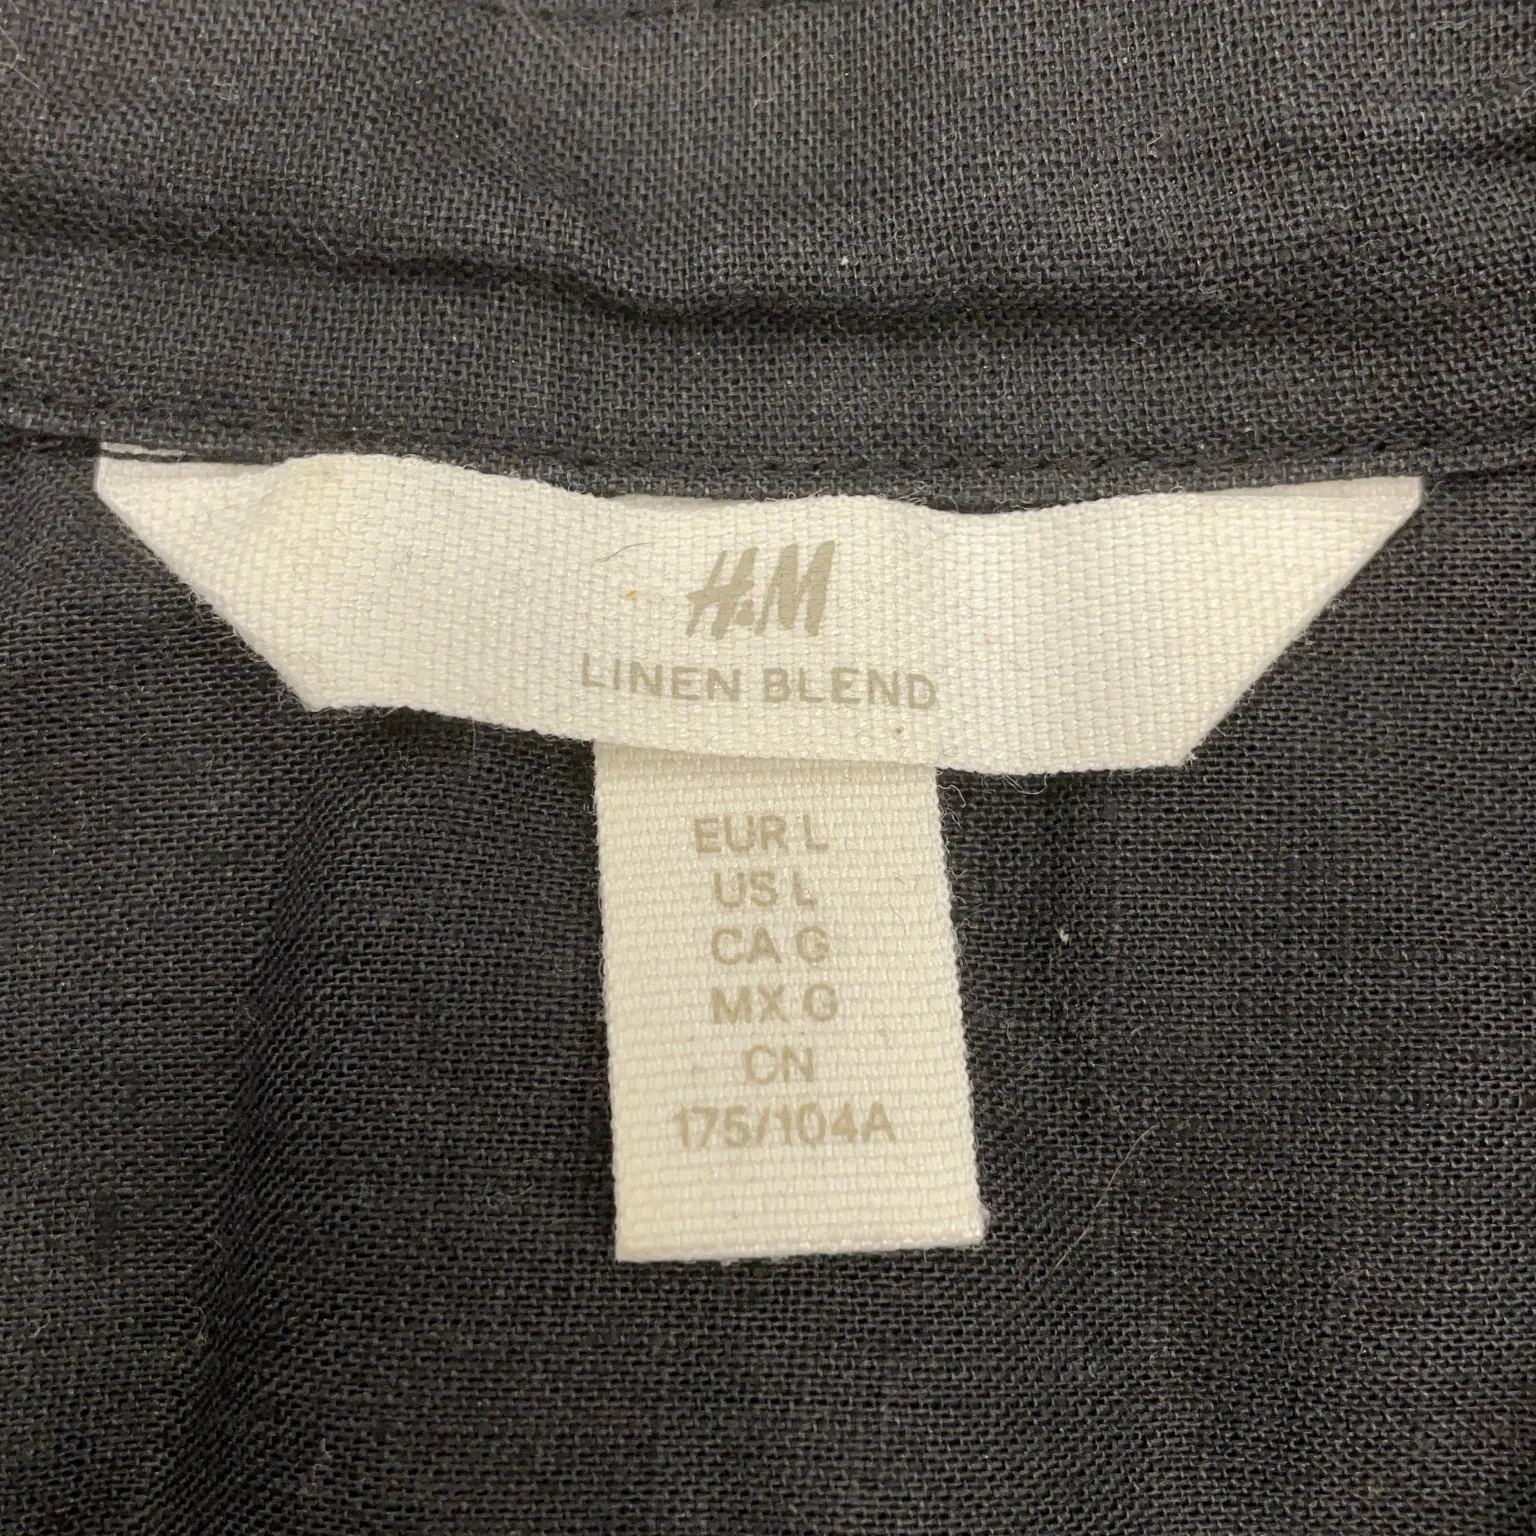 H&M
LINEN BLEND
EUR L
US L
CA G
MX G
CN
175/104A